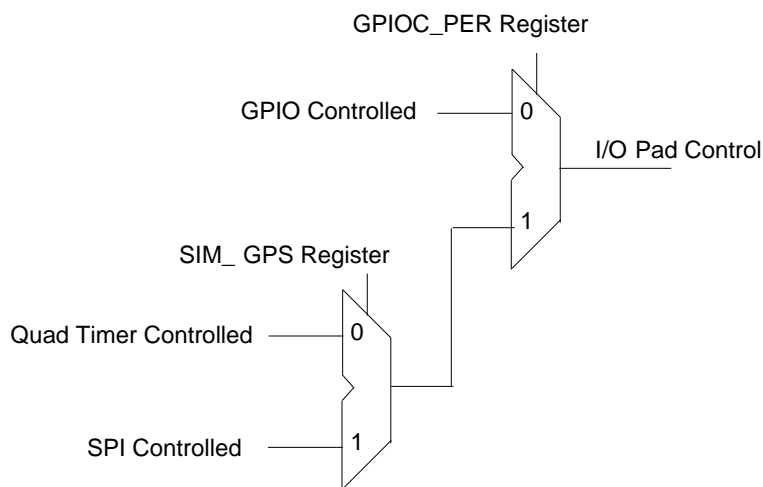 GPIOC_PER Register
GPIO Controlled
0
I/O Pad Control
1
SIM_ GPS Register
Quad Timer Controlled
0
SPI Controlled
1